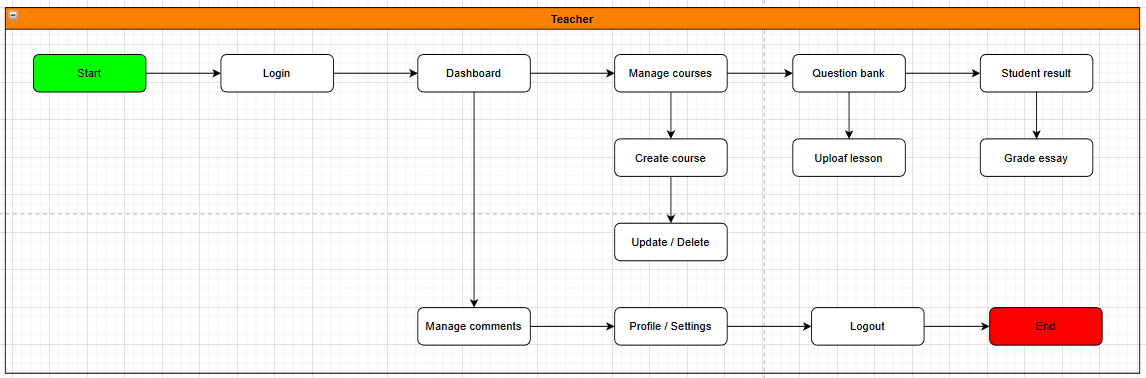 Teacher
Start
Login
Dashboard
Manage courses
Question bank
Student result
Create course
Uploaf lesson
Grade essay
Update / Delete
Manage comments
Profile / Settings
Logout
End